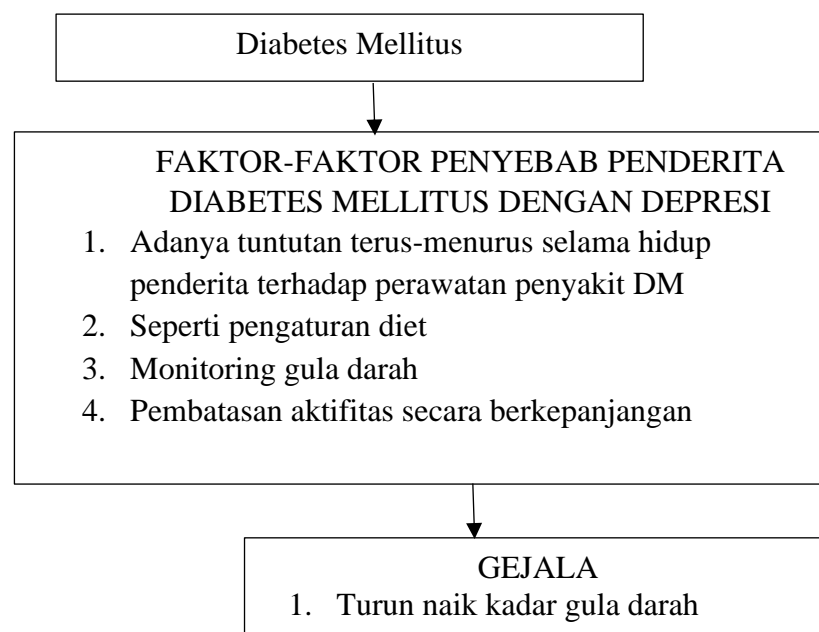 Diabetes Mellitus
FAKTOR-FAKTOR PENYEBAB PENDERITA
DIABETES MELLITUS DENGAN DEPRESI
1. Adanya tuntutan terus-menurus selama hidup
penderita terhadap perawatan penyakit DM
2. Seperti pengaturan diet
3. Monitoring gula darah
4. Pembatasan aktifitas secara berkepanjangan
GEJALA
1. Turun naik kadar gula darah